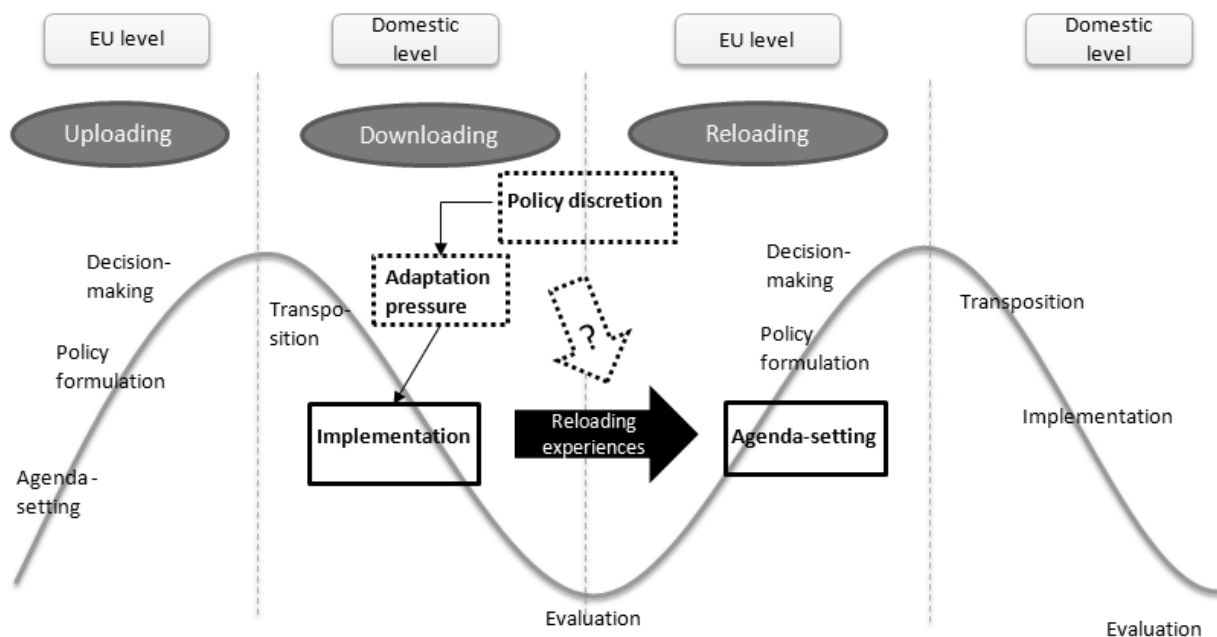 EU level
Domestic
level
EU level
Domestic
level
Uploading
Downloading
Reloading
Policy discretion
Decision-
making
Adaptation
pressure
Decision-
making
Transpo-
sition
?
Transposition
Policy
formulation
Policy
formulation
Implementation
Reloading
experiences
Agenda-setting
Implementation
Agenda-
setting
Evaluation
Evaluation